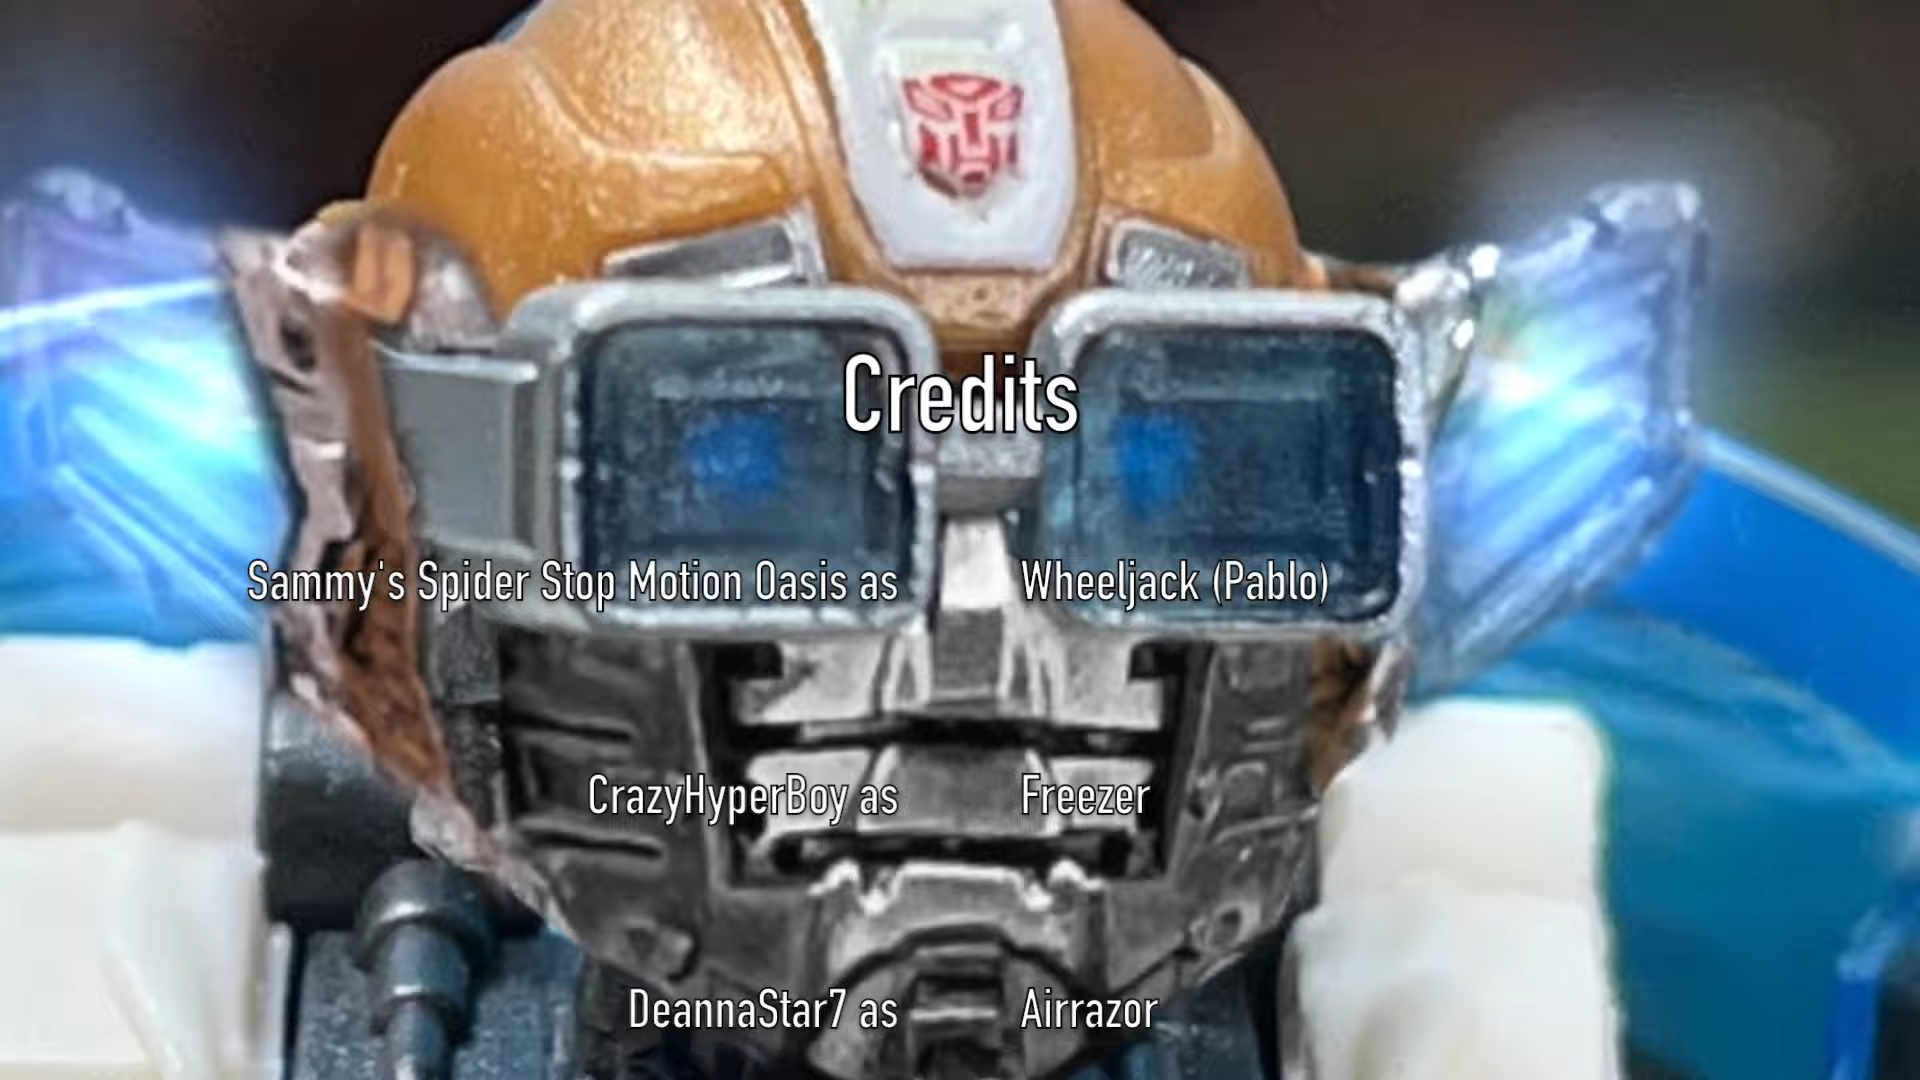 Credits
Sammy's Spider Stop Motion Oasis as Wheeljack (Pablo)
CrazyHyperBoy as Freezer
DeannaStar7 as Airrazor